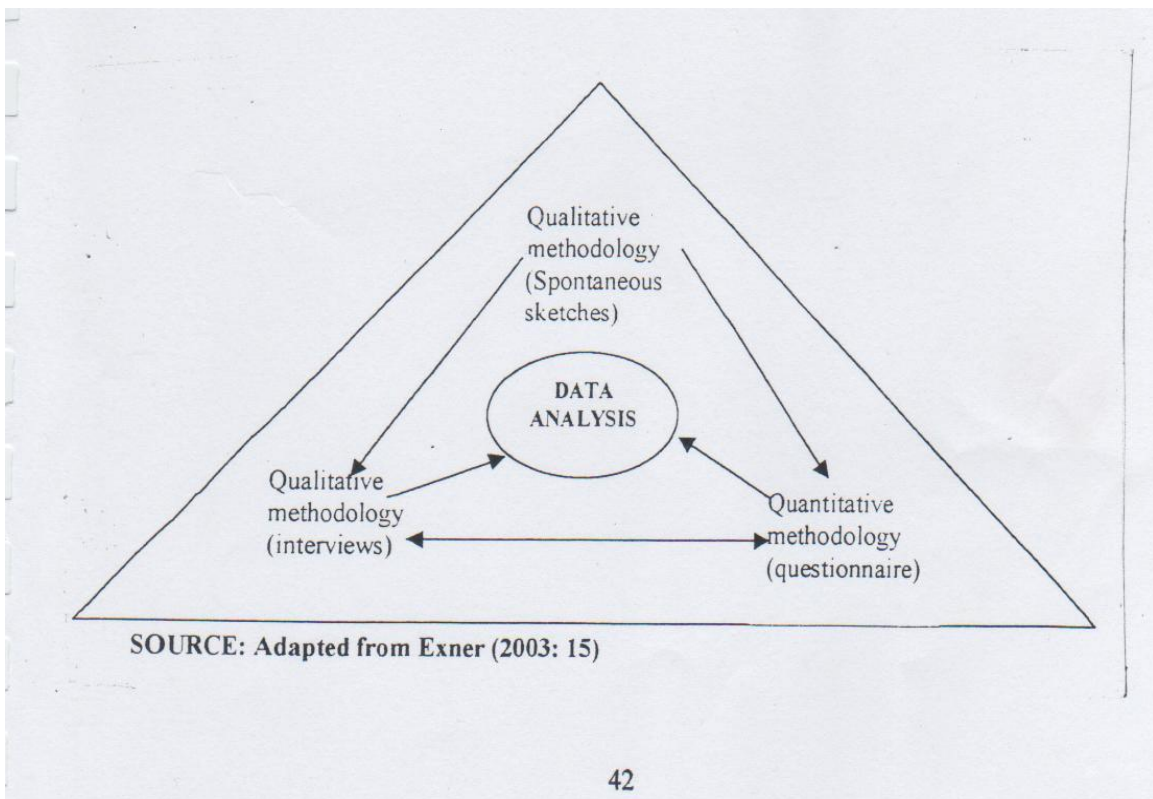 Qualitative
methodology
(Spontaneous
sketches)
DATA
ANALYSIS
Qualitative
methodology
(interviews)
Quantitative
methodology
(questionnaire)
SOURCE: Adapted from Exner (2003: 15)
42